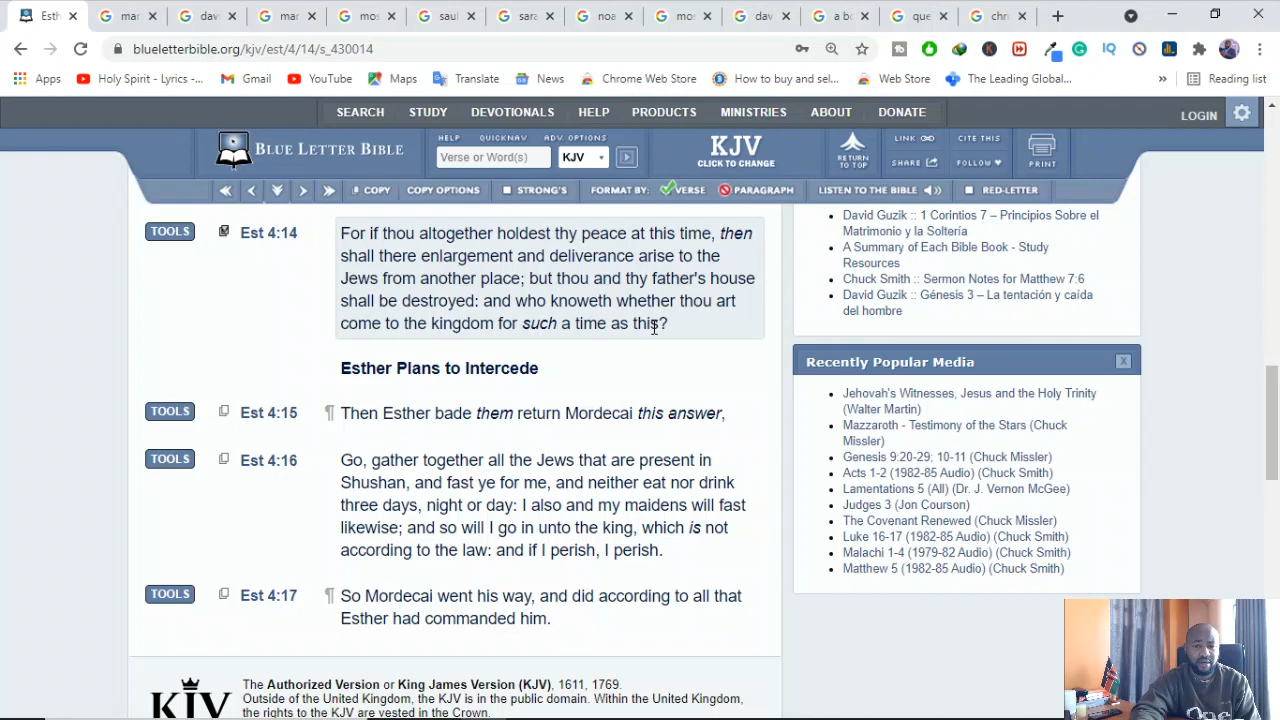 Esth
mar
davi
mar
mos
saul
sara
noa
mos
dav
a bo
que
chri
blueletterbible.org/kjv/est/4/14/s_430014
Apps
Holy Spirit - Lyrics -...
Gmail
YouTube
Maps
Translate
News
Chrome Web Store
How to buy and sel...
Web Store
The Leading Global...
»
Reading list
SEARCH STUDY DEVOTIONALS HELP PRODUCTS MINISTRIES ABOUT DONATE
LOGIN
BLUE LETTER BIBLE
HELP QUICKNAV ADV. OPTIONS
Verse or Word(s)
KJV
KJV
CLICK TO CHANGE
RETURN
TO TOP
LINK
CITE THIS
SHARE
FOLLOW
PRINT
COPY
COPY OPTIONS
STRONG'S
FORMAT BY:
VERSE
PARAGRAPH
LISTEN TO THE BIBLE
RED-LETTER
TOOLS
Est 4:14
For if thou altogether holdest thy peace at this time, then
shall there enlargement and deliverance arise to the
Jews from another place; but thou and thy father's house
shall be destroyed: and who knoweth whether thou art
come to the kingdom for such a time as this?
Esther Plans to Intercede
TOOLS
Est 4:15
¶ Then Esther bade them return Mordecai this answer,
TOOLS
Est 4:16
Go, gather together all the Jews that are present in
Shushan, and fast ye for me, and neither eat nor drink
three days, night or day: I also and my maidens will fast
likewise; and so will I go in unto the king, which is not
according to the law: and if I perish, I perish.
TOOLS
Est 4:17
¶ So Mordecai went his way, and did according to all that
Esther had commanded him.
KJV
The Authorized Version or King James Version (KJV), 1611, 1769.
Outside of the United Kingdom, the KJV is in the public domain. Within the United Kingdom,
the rights to the KJV are vested in the Crown.
David Guzik :: 1 Corintios 7 – Principios Sobre el
Matrimonio y la Soltería
A Summary of Each Bible Book - Study
Resources
Chuck Smith :: Sermon Notes for Matthew 7:6
David Guzik :: Génesis 3 – La tentación y caída
del hombre
Recently Popular Media
X
Jehovah's Witnesses, Jesus and the Holy Trinity
(Walter Martin)
Mazzaroth - Testimony of the Stars (Chuck
Missler)
Genesis 9:20-29; 10-11 (Chuck Missler)
Acts 1-2 (1982-85 Audio) (Chuck Smith)
Lamentations 5 (All) (Dr. J. Vernon McGee)
Judges 3 (Jon Courson)
The Covenant Renewed (Chuck Missler)
Luke 16-17 (1982-85 Audio) (Chuck Smith)
Malachi 1-4 (1979-82 Audio) (Chuck Smith)
Matthew 5 (1982-85 Audio) (Chuck Smith)